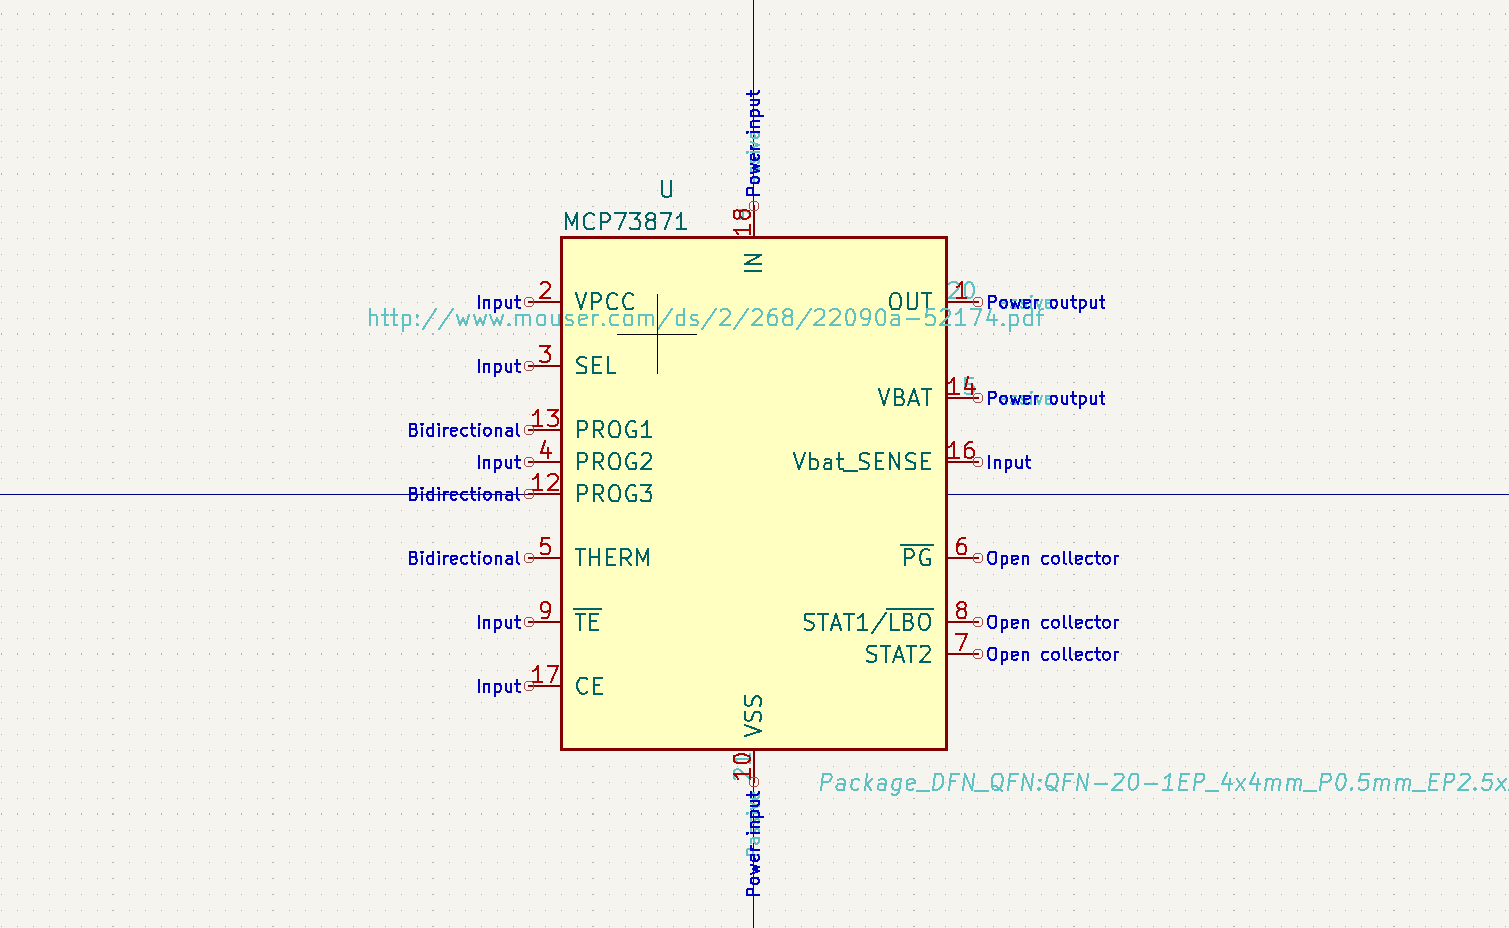 Power input
U
MCP73871
18
IN
Input 2 VPCC
OUT 1 Power output
20
http://www.mouser.com/ds/2/268/22090a-52174.pdf
Input 3 SEL
VBAT 14 Power output
Bidirectional 13 PROG1
Input 4 PROG2
Vbat_SENSE 16 Input
Bidirectional 12 PROG3
Bidirectional 5 THERM
PG 6 Open collector
Input 9 TE
STAT1/LBO 8 Open collector
STAT2 7 Open collector
Input 17 CE
VSS
10
Package_DFN_QFN:QFN-20-1EP_4x4mm_P0.5mm_EP2.5x
Power input